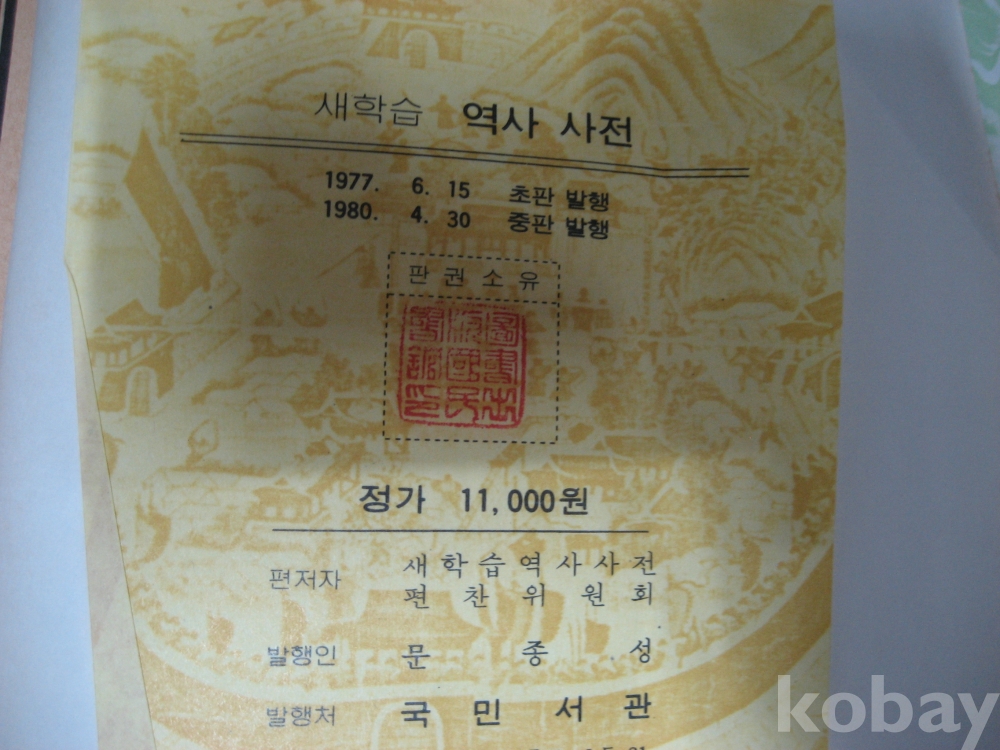 새학습 역사 사전
1977. 6. 15 초판 발행
1980. 4. 30 중판 발행
판권소유
정가 11,000원
편저자 새학습역사사전
편찬위원회
발행인 문종성
발행처 국민서관
kobay